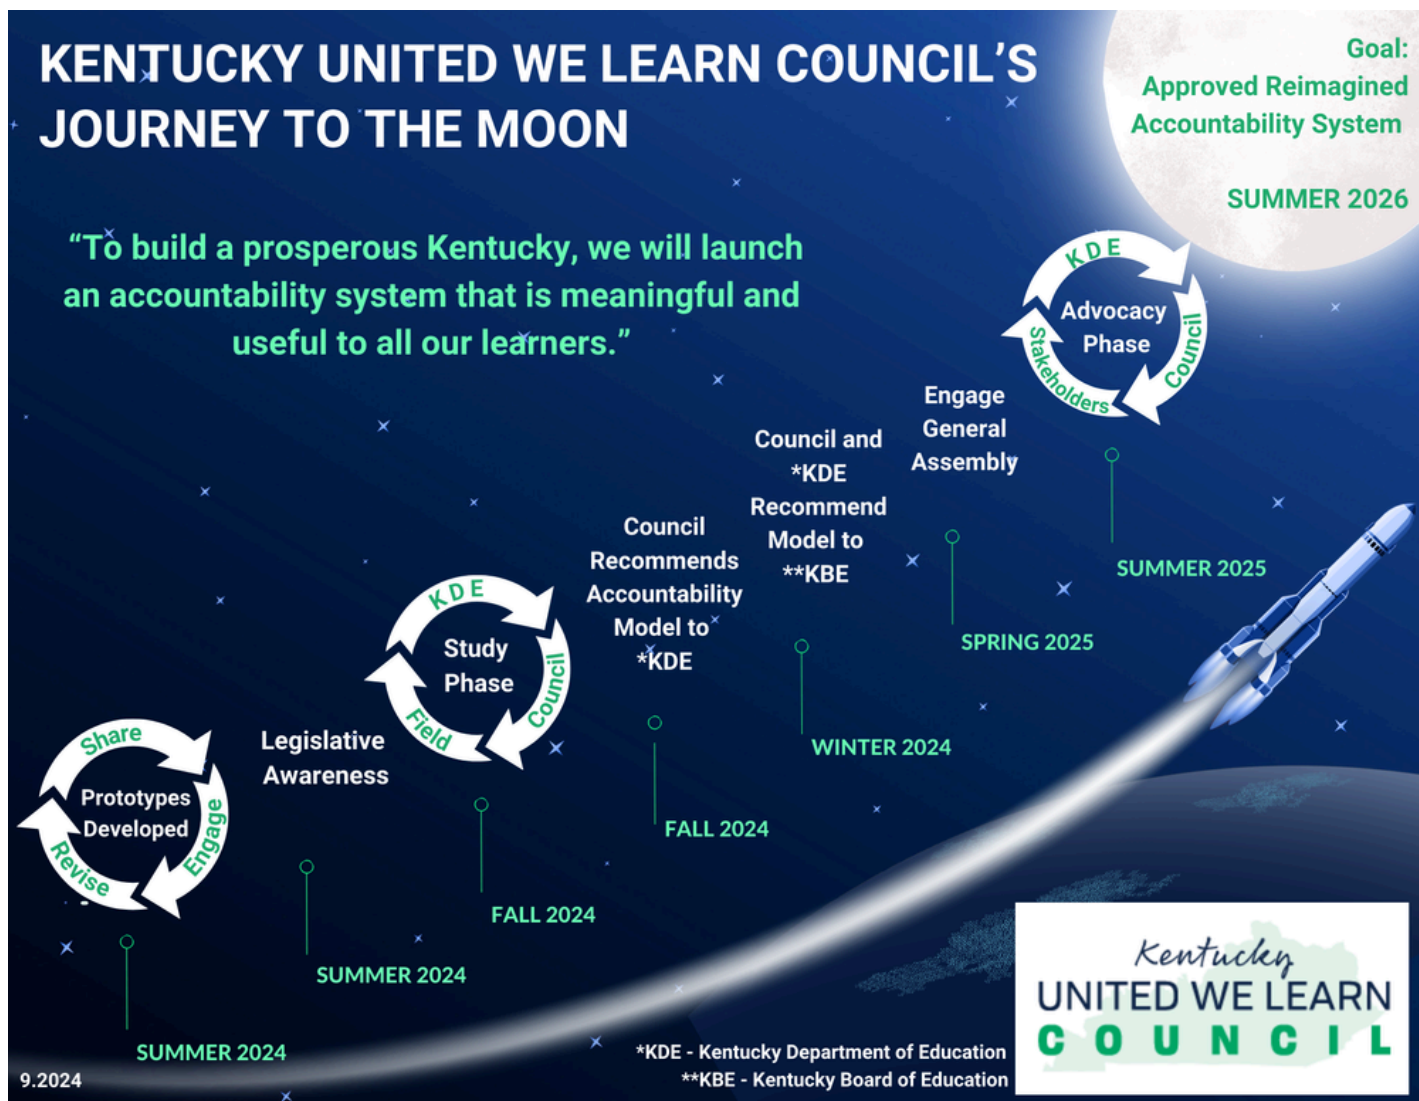 KENTUCKY UNITED WE LEARN COUNCIL'S
JOURNEY TO THE MOON
Goal:
Approved Reimagined
Accountability System
SUMMER 2026
“To build a prosperous Kentucky, we will launch
an accountability system that is meaningful and
useful to all our learners.”
Share
Engage
Revise
Prototypes
Developed
SUMMER 2024
Legislative
Awareness
SUMMER 2024
KDE
Council
Field
Study
Phase
FALL 2024
Council
Recommends
Accountability
Model to
*KDE
FALL 2024
Council and
*KDE
Recommend
Model to
**KBE
WINTER 2024
Engage
General
Assembly
SPRING 2025
KDE
Council
Stakeholders
Advocacy
Phase
SUMMER 2025
9.2024
*KDE - Kentucky Department of Education
**KBE - Kentucky Board of Education
Kentucky
UNITED WE LEARN
COUNCIL